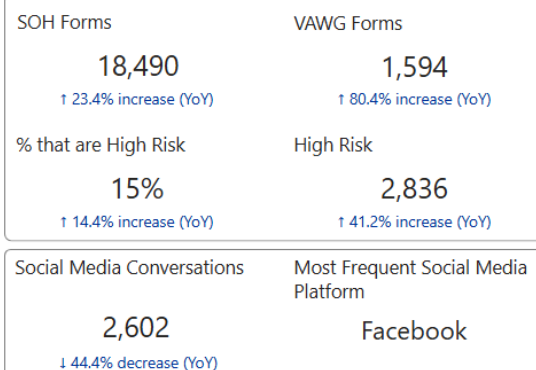 SOH Forms
VAWG Forms
18,490
1,594
↑ 23.4% increase (YoY)
↑ 80.4% increase (YoY)
% that are High Risk
High Risk
15%
2,836
↑ 14.4% increase (YoY)
↑ 41.2% increase (YoY)
Social Media Conversations
Most Frequent Social Media
Platform
2,602
Facebook
↓ 44.4% decrease (YoY)